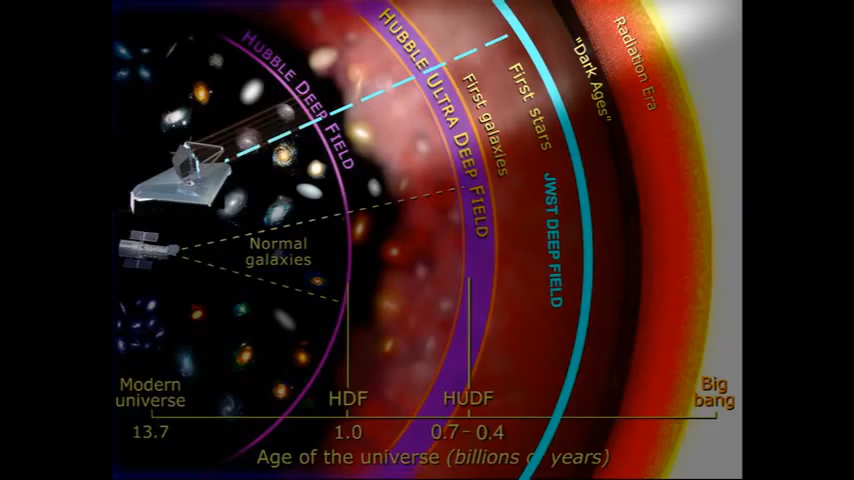 HUBBLE DEEP FIELD
HUBBLE ULTRA DEEP FIELD
First galaxies
First stars
JWST DEEP FIELD
"Dark Ages"
Radiation Era
Normal
galaxies
Modern
universe
HDF
HUDF
Big
bang
13.7
1.0
0.7 - 0.4
Age of the universe (billions of years)